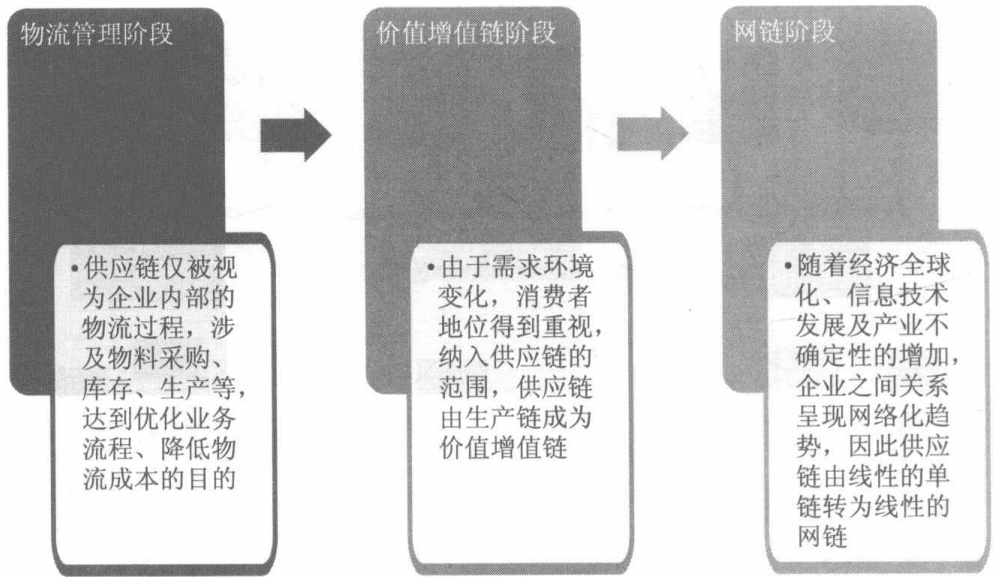 物流管理阶段
•供应链仅被视
为企业内部的
物流过程，涉
及物料采购、
库存、生产等，
达到优化业务
流程、降低物
流成本的目的
价值增值链阶段
•由于需求环境
变化，消费者
地位得到重视，
纳入供应链的
范围，供应链
由生产链成为
价值增值链
网链阶段
•随着经济全球
化、信息技术
发展及产业不
确定性的增加，
企业之间关系
呈现网络化趋
势，因此供应
链由线性的单
链转为线性的
网链